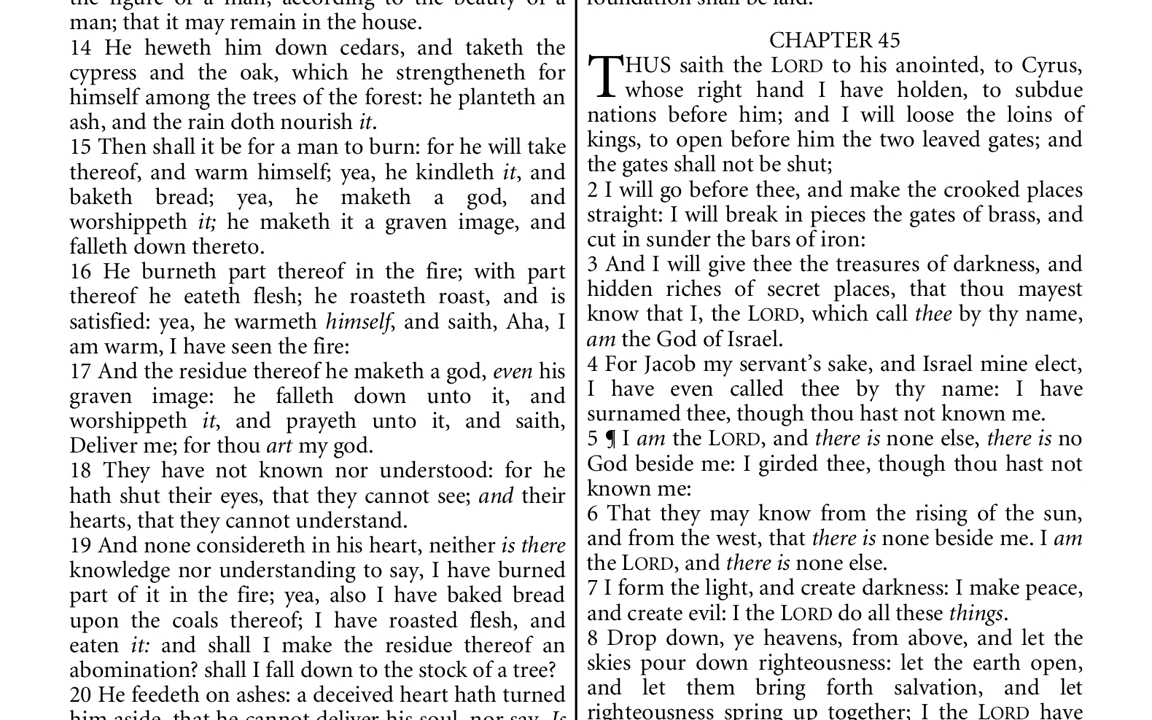 the figure of a man, according to the beauty of a
man; that it may remain in the house.
14 He heweth him down cedars, and taketh the
cypress and the oak, which he strengtheneth for
himself among the trees of the forest: he planteth an
ash, and the rain doth nourish it.
15 Then shall it be for a man to burn: for he will take
thereof, and warm himself; yea, he kindleth it, and
baketh bread; yea, he maketh a god, and
worshippeth it; he maketh it a graven image, and
falleth down thereto.
16 He burneth part thereof in the fire; with part
thereof he eateth flesh; he roasteth roast, and is
satisfied: yea, he warmeth himself, and saith, Aha, I
am warm, I have seen the fire:
17 And the residue thereof he maketh a god, even his
graven image: he falleth down unto it, and
worshippeth it, and prayeth unto it, and saith,
Deliver me; for thou art my god.
18 They have not known nor understood: for he
hath shut their eyes, that they cannot see; and their
hearts, that they cannot understand.
19 And none considereth in his heart, neither is there
knowledge nor understanding to say, I have burned
part of it in the fire; yea, also I have baked bread
upon the coals thereof; I have roasted flesh, and
eaten it: and shall I make the residue thereof an
abomination? shall I fall down to the stock of a tree?
20 He feedeth on ashes: a deceived heart hath turned
him aside, that he cannot deliver his soul, nor say, Is
foundation shall be laid.
CHAPTER 45
THUS saith the LORD to his anointed, to Cyrus,
whose right hand I have holden, to subdue
nations before him; and I will loose the loins of
kings, to open before him the two leaved gates; and
the gates shall not be shut;
2 I will go before thee, and make the crooked places
straight: I will break in pieces the gates of brass, and
cut in sunder the bars of iron:
3 And I will give thee the treasures of darkness, and
hidden riches of secret places, that thou mayest
know that I, the LORD, which call thee by thy name,
am the God of Israel.
4 For Jacob my servant’s sake, and Israel mine elect,
I have even called thee by thy name: I have
surnamed thee, though thou hast not known me.
5 ¶ I am the LORD, and there is none else, there is no
God beside me: I girded thee, though thou hast not
known me:
6 That they may know from the rising of the sun,
and from the west, that there is none beside me. I am
the LORD, and there is none else.
7 I form the light, and create darkness: I make peace,
and create evil: I the LORD do all these things.
8 Drop down, ye heavens, from above, and let the
skies pour down righteousness: let the earth open,
and let them bring forth salvation, and let
righteousness spring up together; I the LORD have